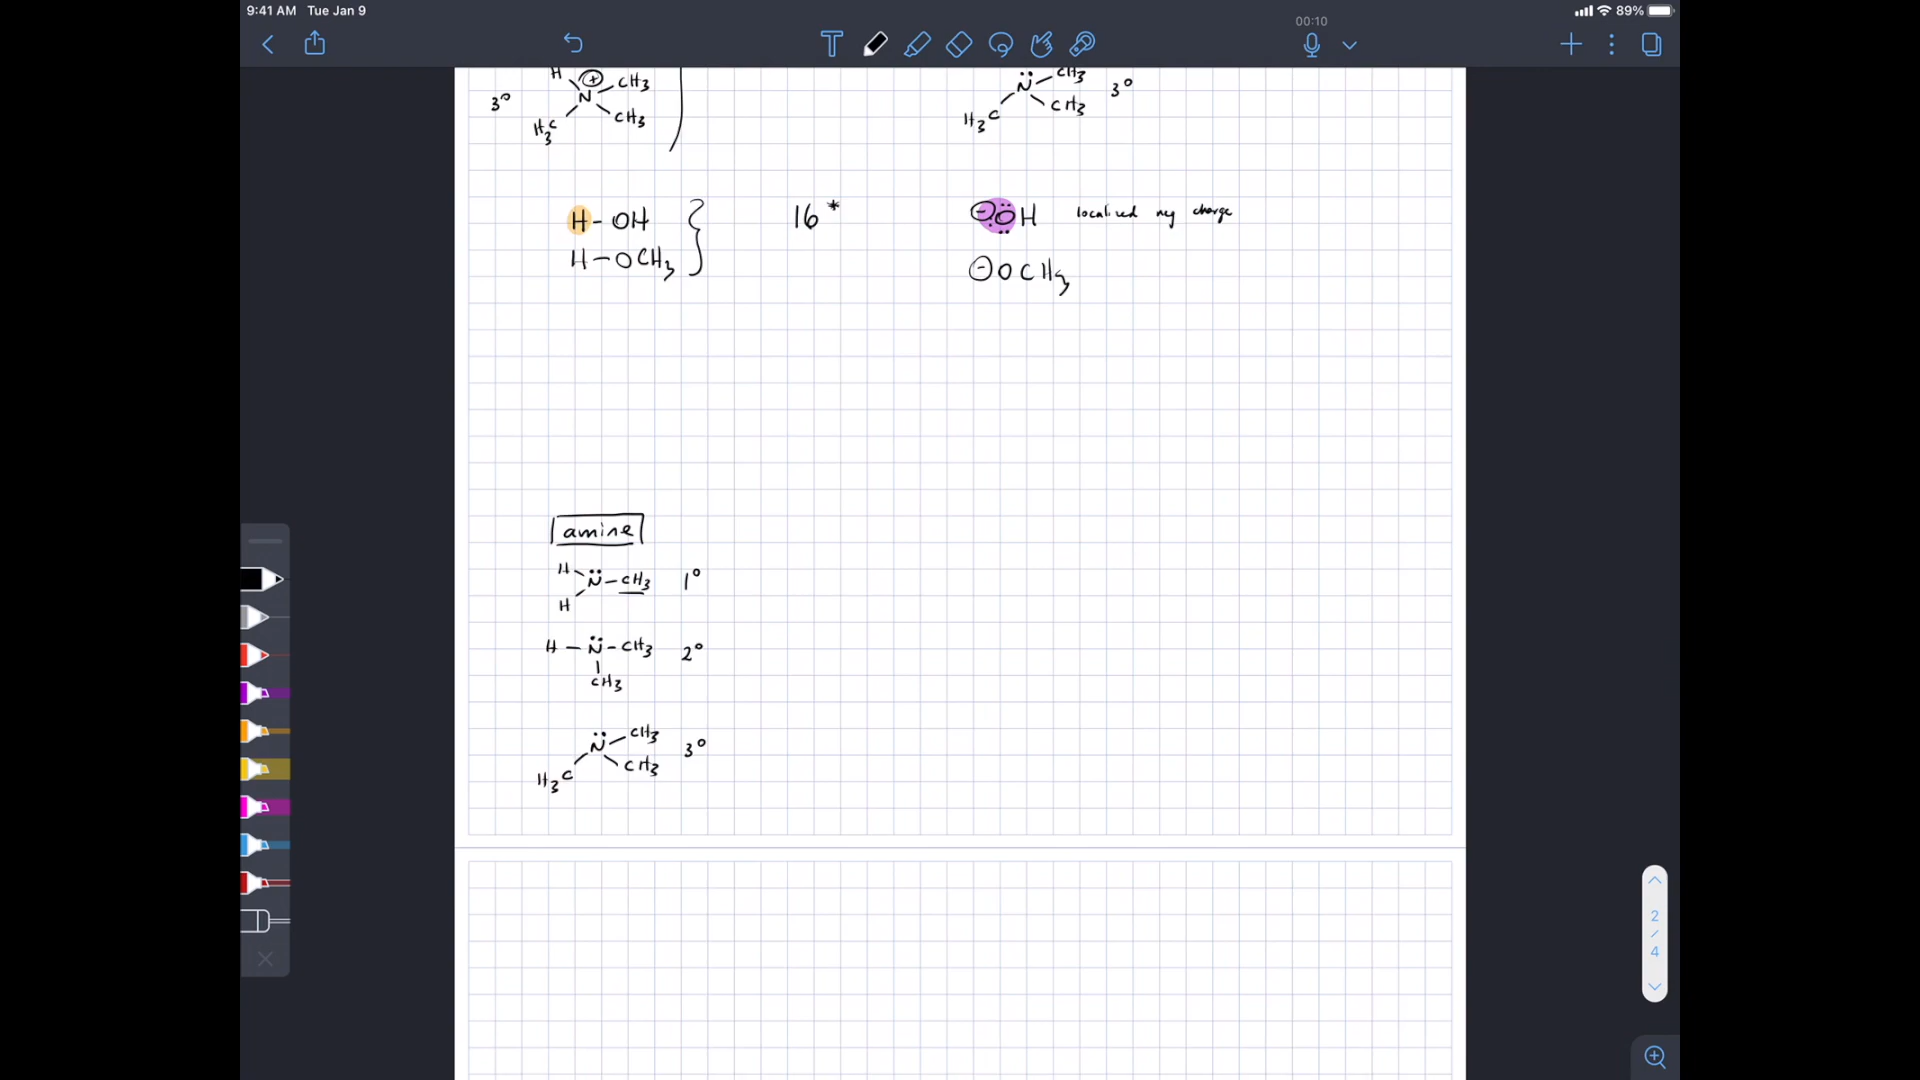 9:41 AM Tue Jan 9
89%
00:10
H ⊕ CH3
3° N
H3C CH3
N̈ CH3 3°
H3C CH3
H - OH
16*
⊖ OH localized neg charge
H - OCH3
⊖ OCH3
amine
H
N̈ - CH3 1°
H
H - N̈ - CH3 2°
CH3
N̈ CH3 3°
H3C CH3
2
/
4